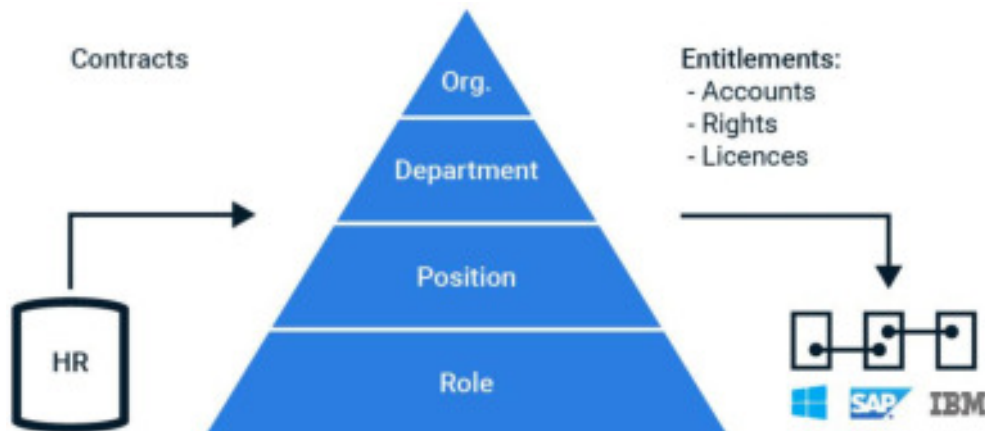 Contracts
HR
Org.
Department
Position
Role
Entitlements:
- Accounts
- Rights
- Licences
SAP
IBM